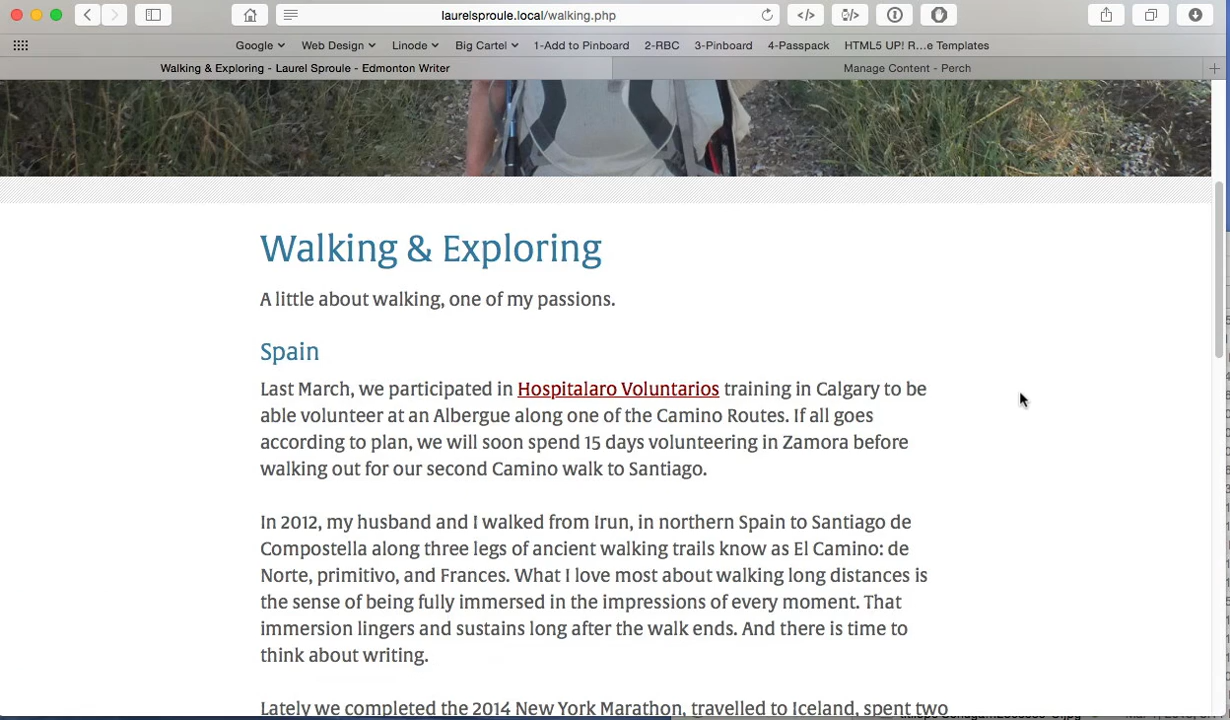 laurelsproule.local/walking.php
Google Web Design Linode Big Cartel 1-Add to Pinboard 2-RBC 3-Pinboard 4-Passpack HTML5 UP! R...e Templates
Walking & Exploring - Laurel Sproule - Edmonton Writer Manage Content - Perch
Walking & Exploring
A little about walking, one of my passions.
Spain
Last March, we participated in Hospitalaro Voluntarios training in Calgary to be
able volunteer at an Albergue along one of the Camino Routes. If all goes
according to plan, we will soon spend 15 days volunteering in Zamora before
walking out for our second Camino walk to Santiago.
In 2012, my husband and I walked from Irun, in northern Spain to Santiago de
Compostella along three legs of ancient walking trails know as El Camino: de
Norte, primitivo, and Frances. What I love most about walking long distances is
the sense of being fully immersed in the impressions of every moment. That
immersion lingers and sustains long after the walk ends. And there is time to
think about writing.
Lately we completed the 2014 New York Marathon, travelled to Iceland, spent two